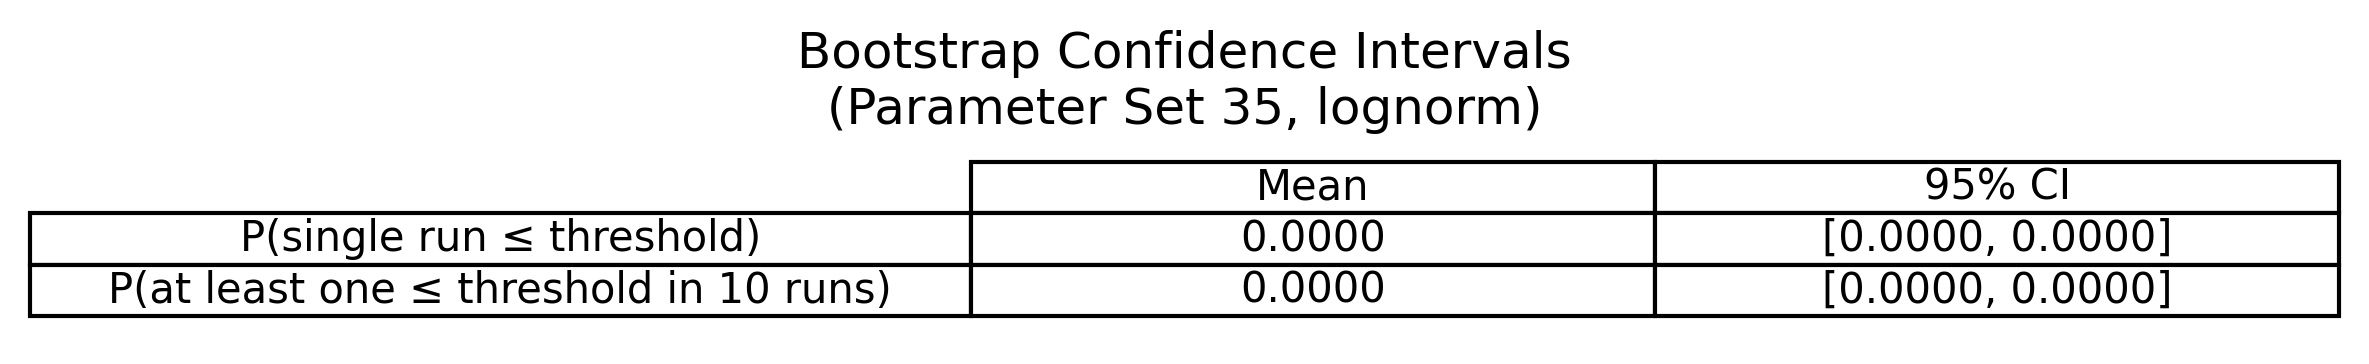 Bootstrap Confidence Intervals
(Parameter Set 35, lognorm)
Mean 95% CI
P(single run ≤ threshold) 0.0000 [0.0000, 0.0000]
P(at least one ≤ threshold in 10 runs) 0.0000 [0.0000, 0.0000]